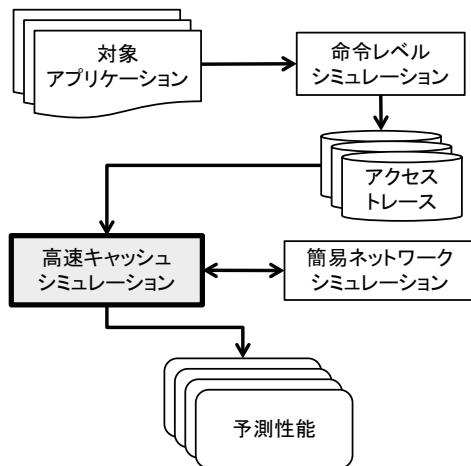 対象
アプリケーション
命令レベル
シミュレーション
アクセス
トレース
高速キャッシュ
シミュレーション
簡易ネットワーク
シミュレーション
予測性能